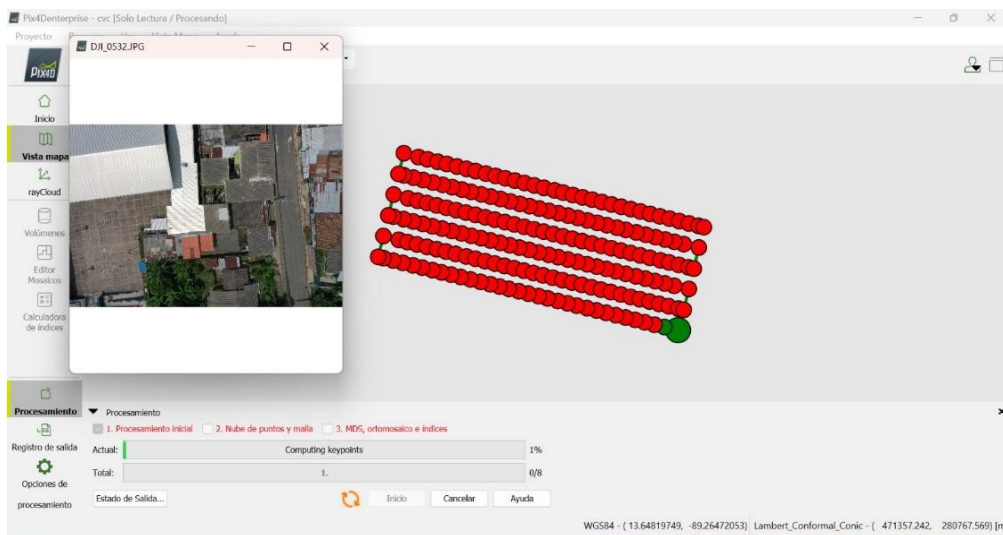 Pix4Denterprise - cvc [Solo Lectura / Procesando]
Proyecto
DJI_0532.JPG
PIX4D
Inicio
Vista mapa
rayCloud
Volúmenes
Editor
Mosaicos
Calculadora
de índices
Procesamiento
Procesamiento
1. Procesamiento inicial 2. Nube de puntos y malla 3. MDS, ortomosaico e índices
Registro de salida
Actual: Computing keypoints 1%
Total: 1. 0/8
Opciones de
procesamiento
Estado de Salida... Inicio Cancelar Ayuda
WGS84 - ( 13.64819749, -89.26472053) Lambert_Conformal_Conic - ( 471357.242, 280767.569) [m